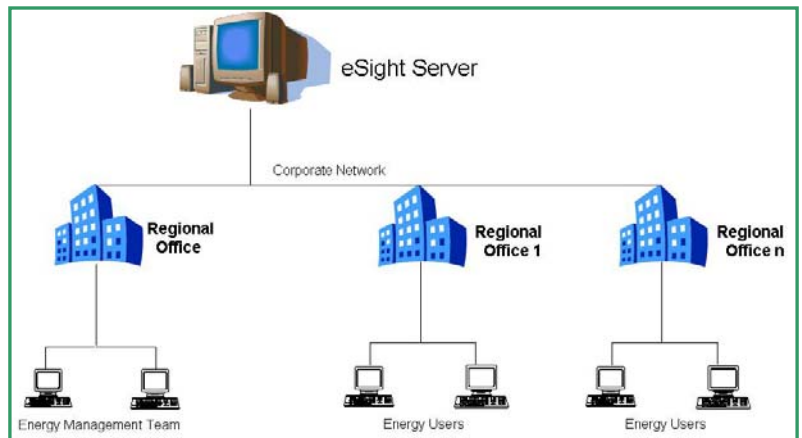 eSight Server
Corporate Network
Regional
Office
Regional
Office 1
Regional
Office n
Energy Management Team
Energy Users
Energy Users